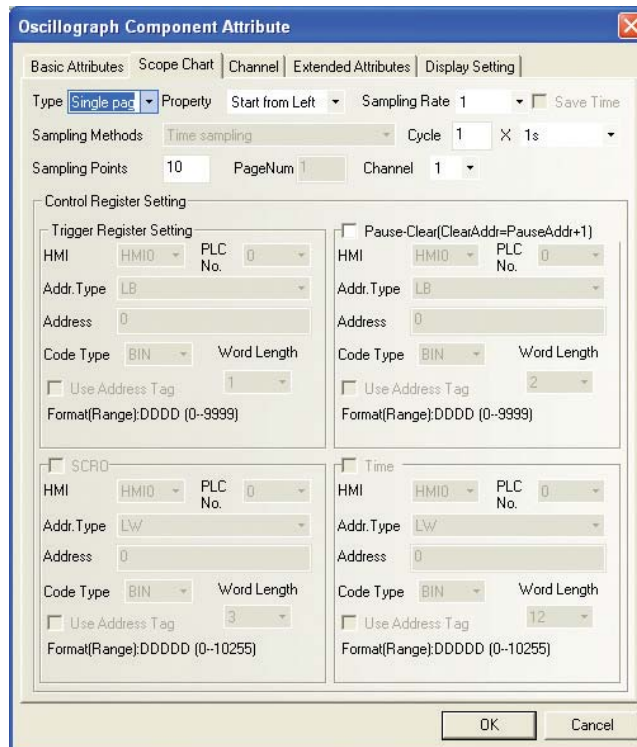 Oscillograph Component Attribute
Basic Attributes Scope Chart Channel Extended Attributes Display Setting
Type Single pag Property Start from Left Sampling Rate 1 Save Time
Sampling Methods Time sampling Cycle 1 X 1s
Sampling Points 10 PageNum 1 Channel 1
Control Register Setting
Trigger Register Setting
HMI HMI0 PLC No. 0
Addr.Type LB
Address 0
Code Type BIN Word Length
Use Address Tag 1
Format(Range):DDDD (0--9999)
Pause-Clear(ClearAddr=PauseAddr+1)
HMI HMI0 PLC No. 0
Addr.Type LB
Address 0
Code Type BIN Word Length
Use Address Tag 2
Format(Range):DDDD (0--9999)
SCRO
HMI HMI0 PLC No. 0
Addr.Type LW
Address 0
Code Type BIN Word Length
Use Address Tag 3
Format(Range):DDDDD (0--10255)
Time
HMI HMI0 PLC No. 0
Addr.Type LW
Address 0
Code Type BIN Word Length
Use Address Tag 12
Format(Range):DDDDD (0--10255)
OK Cancel